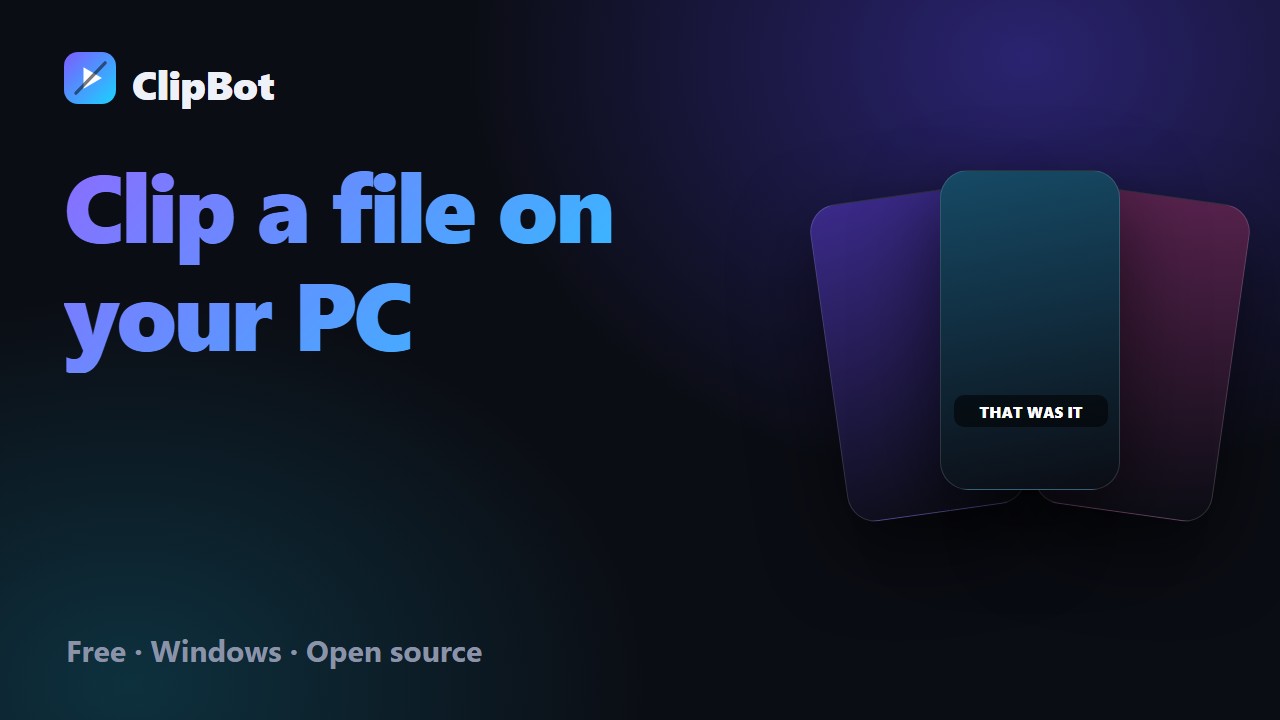 ClipBot
Clip a file on
your PC
THAT WAS IT
Free · Windows · Open source